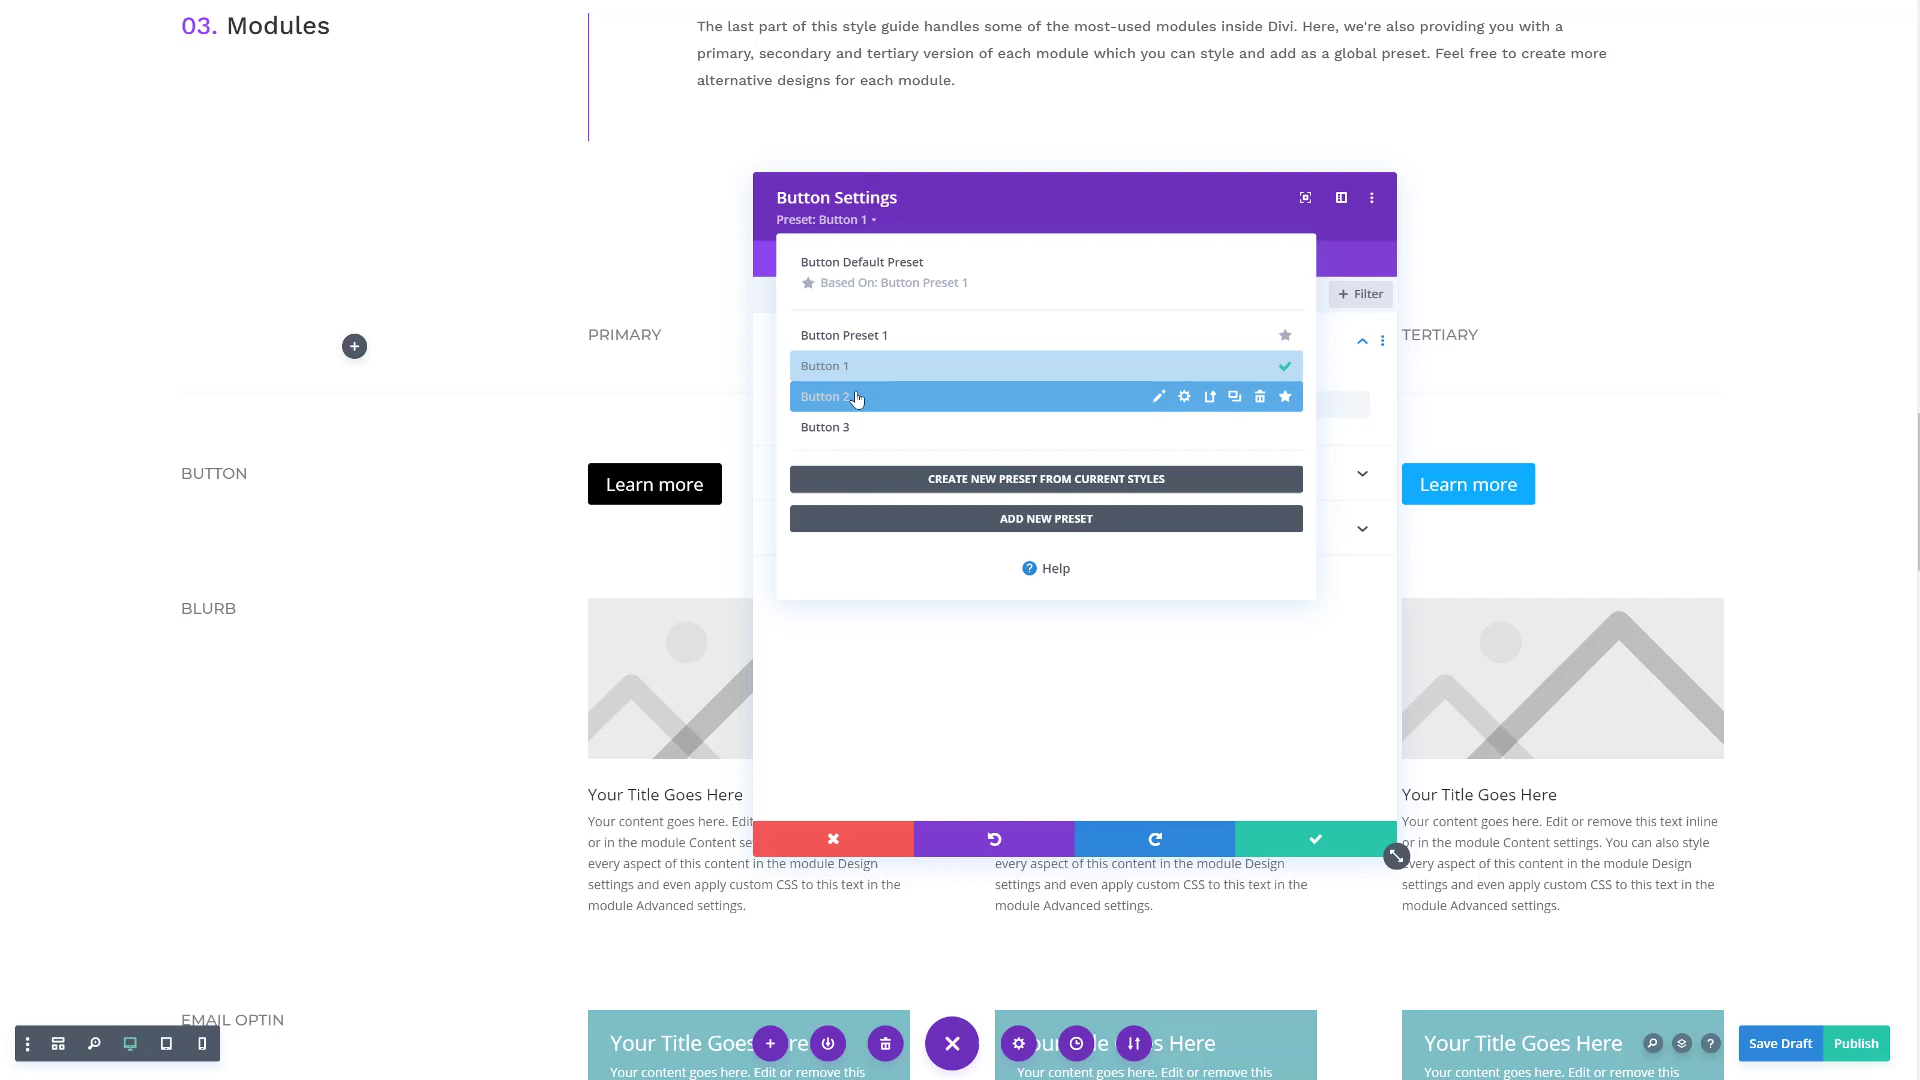 03. Modules
The last part of this style guide handles some of the most-used modules inside Divi. Here, we're also providing you with a
primary, secondary and tertiary version of each module which you can style and add as a global preset. Feel free to create more
alternative designs for each module.
Button Settings
Preset: Button 1
Button Default Preset
Based On: Button Preset 1
+ Filter
Button Preset 1
Button 1
Button 2
Button 3
CREATE NEW PRESET FROM CURRENT STYLES
ADD NEW PRESET
? Help
PRIMARY
TERTIARY
BUTTON
Learn more
Learn more
BLURB
Your Title Goes Here
Your content goes here. Edit
or in the module Content se
every aspect of this content in the module Design
settings and even apply custom CSS to this text in the
module Advanced settings.
every aspect of this content in the module Design
settings and even apply custom CSS to this text in the
module Advanced settings.
Your Title Goes Here
Your content goes here. Edit or remove this text inline
or in the module Content settings. You can also style
every aspect of this content in the module Design
settings and even apply custom CSS to this text in the
module Advanced settings.
EMAIL OPTIN
Your Title Goes Here
Your content goes here. Edit or remove this
Your Title Goes Here
Your content goes here. Edit or remove this
Your Title Goes Here
Your content goes here. Edit or remove this
?
Save Draft
Publish